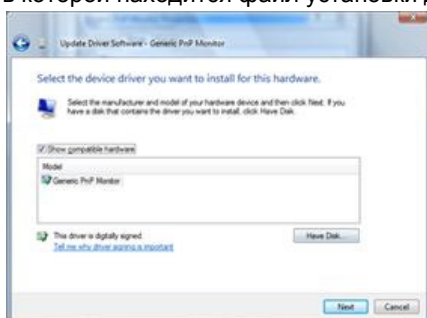 в которой находится файл установки
Update Driver Software - Generic PnP Monitor
Select the device driver you want to install for this hardware.
Select the manufacturer and model of your hardware device and then click Next. If you
have a disk that contains the driver you want to install, click Have Disk.
Show compatible hardware
Model
Generic PnP Monitor
This driver is digitally signed.
Have Disk...
Tell me why driver signing is important
Next
Cancel